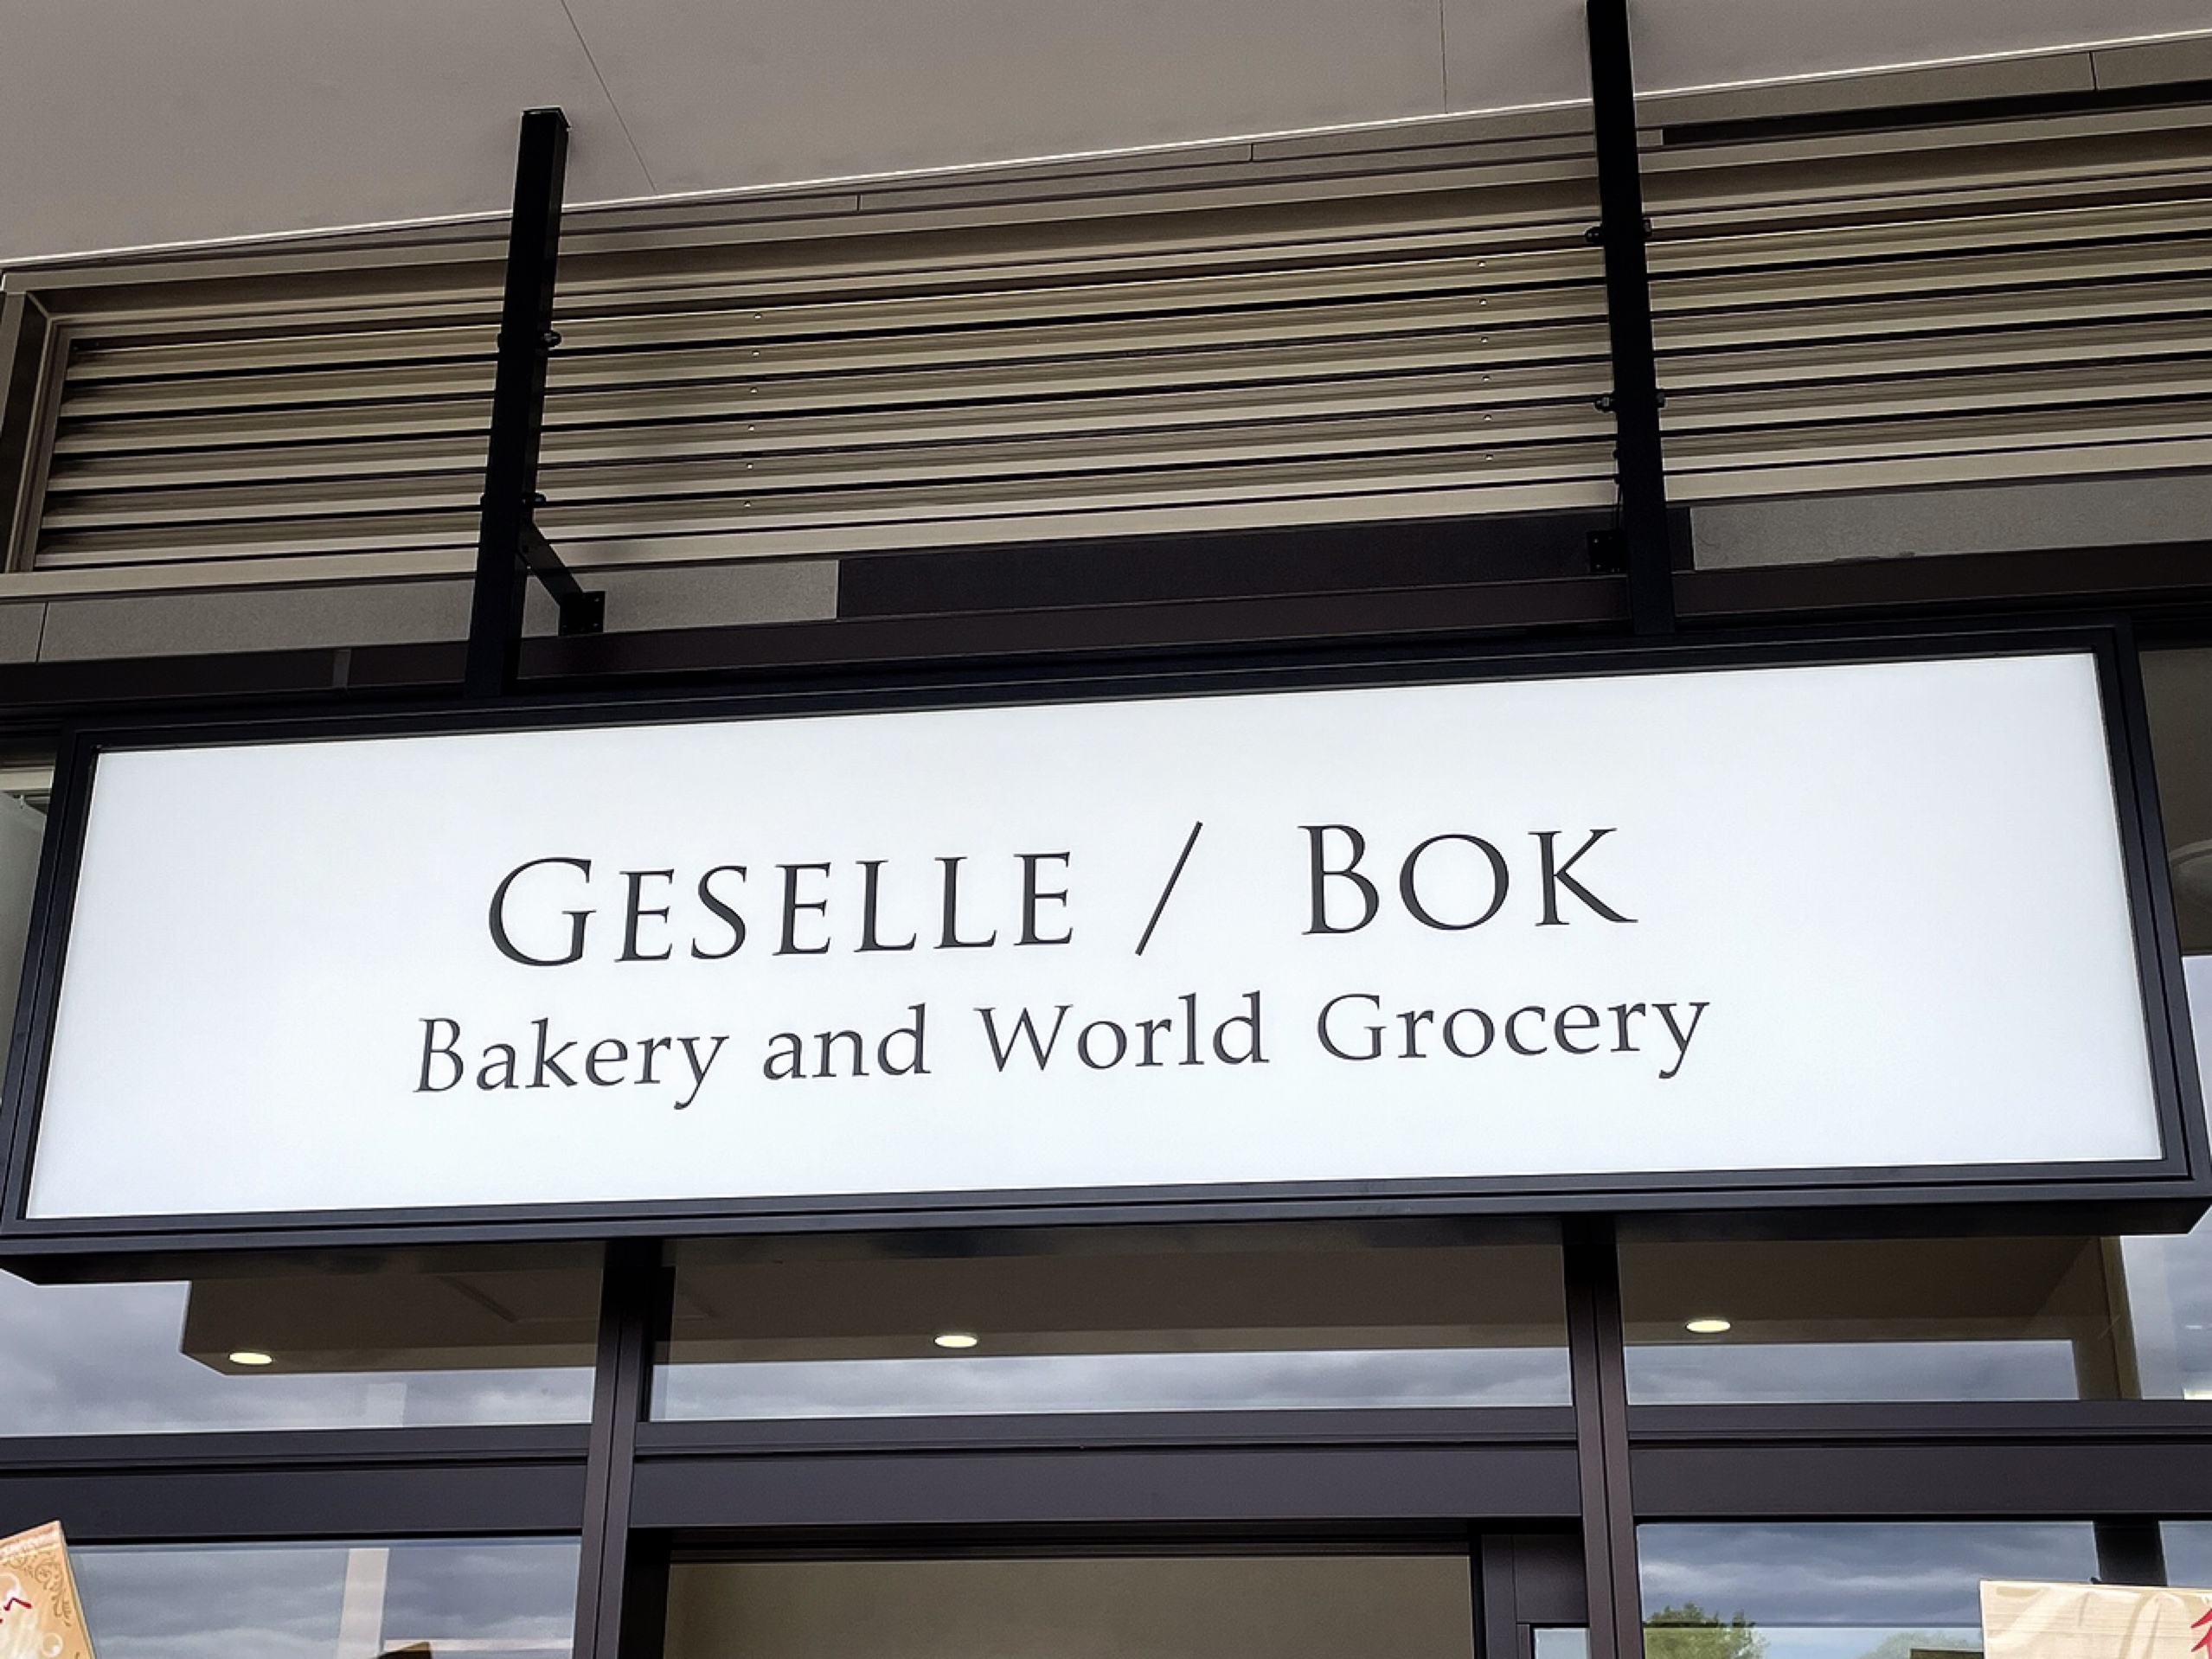 GESELLE / BOK
Bakery and World Grocery